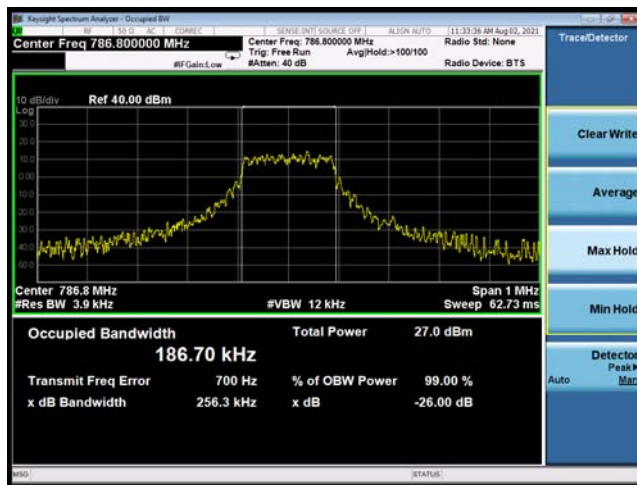 Keysight Spectrum Analyzer - Occupied BW
RF 50 Ω AC CORREC SENSE:INT SOURCE OFF ALIGN AUTO 11:33:36 AM Aug 02, 2021
Center Freq 786.800000 MHz
Center Freq: 786.800000 MHz
Radio Std: None
Trig: Free Run Avg|Hold:>100/100
#IFGain:Low #Atten: 40 dB Radio Device: BTS
10 dB/div Ref 40.00 dBm
Log
30.0
20.0
10.0
0.00
-10.0
-20.0
-30.0
-40.0
-50.0
Center 786.8 MHz Span 1 MHz
#Res BW 3.9 kHz #VBW 12 kHz Sweep 62.73 ms
Occupied Bandwidth Total Power 27.0 dBm
186.70 kHz
Transmit Freq Error 700 Hz % of OBW Power 99.00 %
x dB Bandwidth 256.3 kHz x dB -26.00 dB
MSG STATUS
Trace/Detector
Clear Write
Average
Max Hold
Min Hold
Detector
Peak
Auto Man